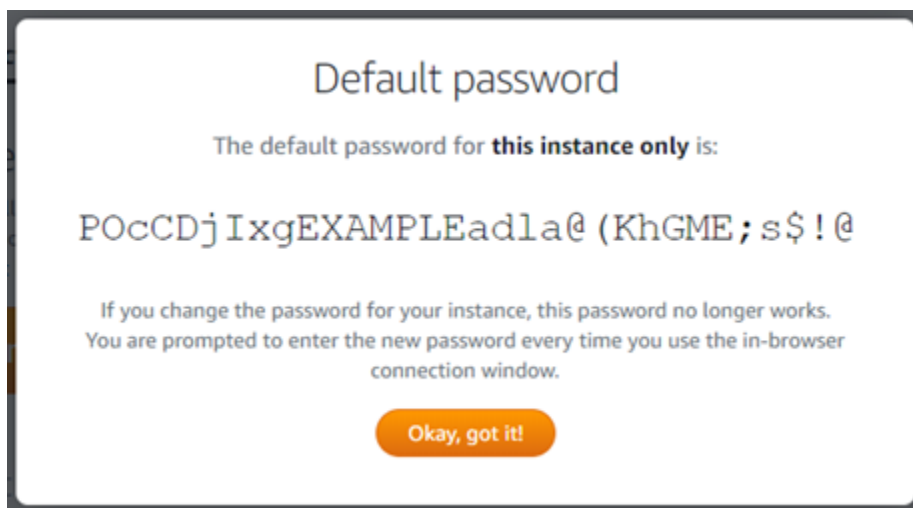 Default password
The default password for this instance only is:
POcCDjIxgEXAMPLEadla@(KhGME;s$!@
If you change the password for your instance, this password no longer works.
You are prompted to enter the new password every time you use the in-browser
connection window.
Okay, got it!